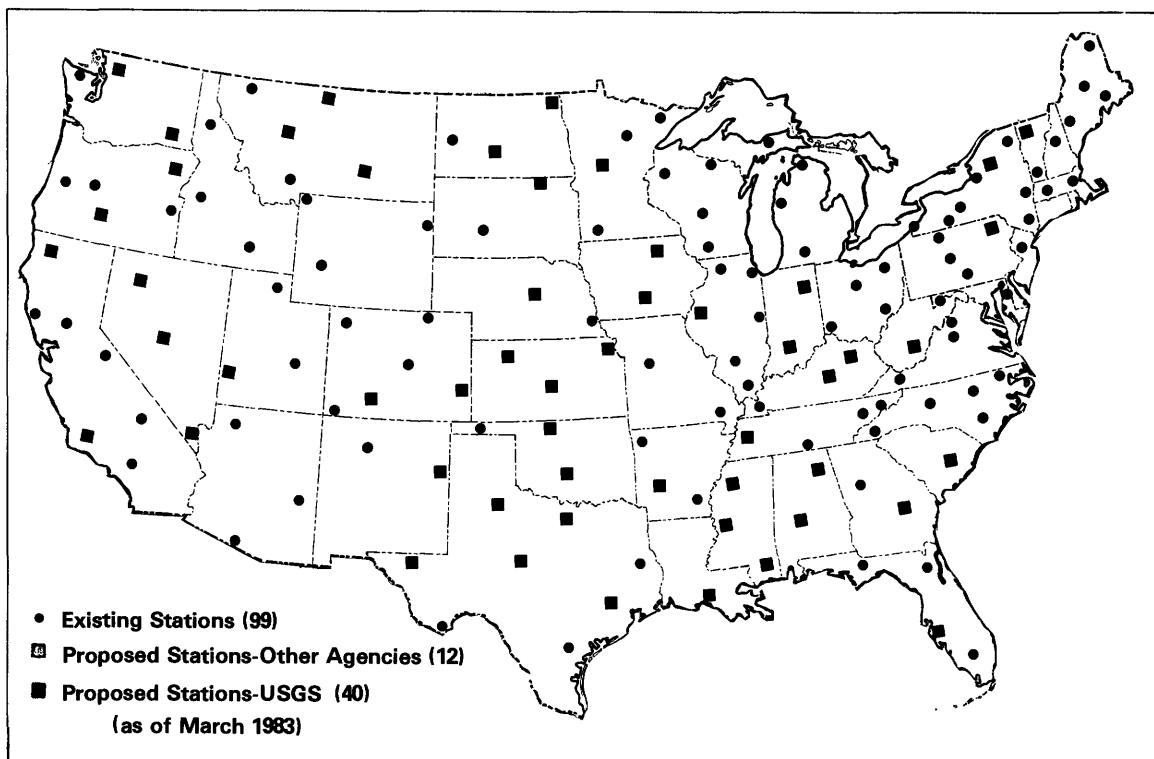 Existing Stations (99)
Proposed Stations-Other Agencies (12)
Proposed Stations-USGS (40)
(as of March 1983)